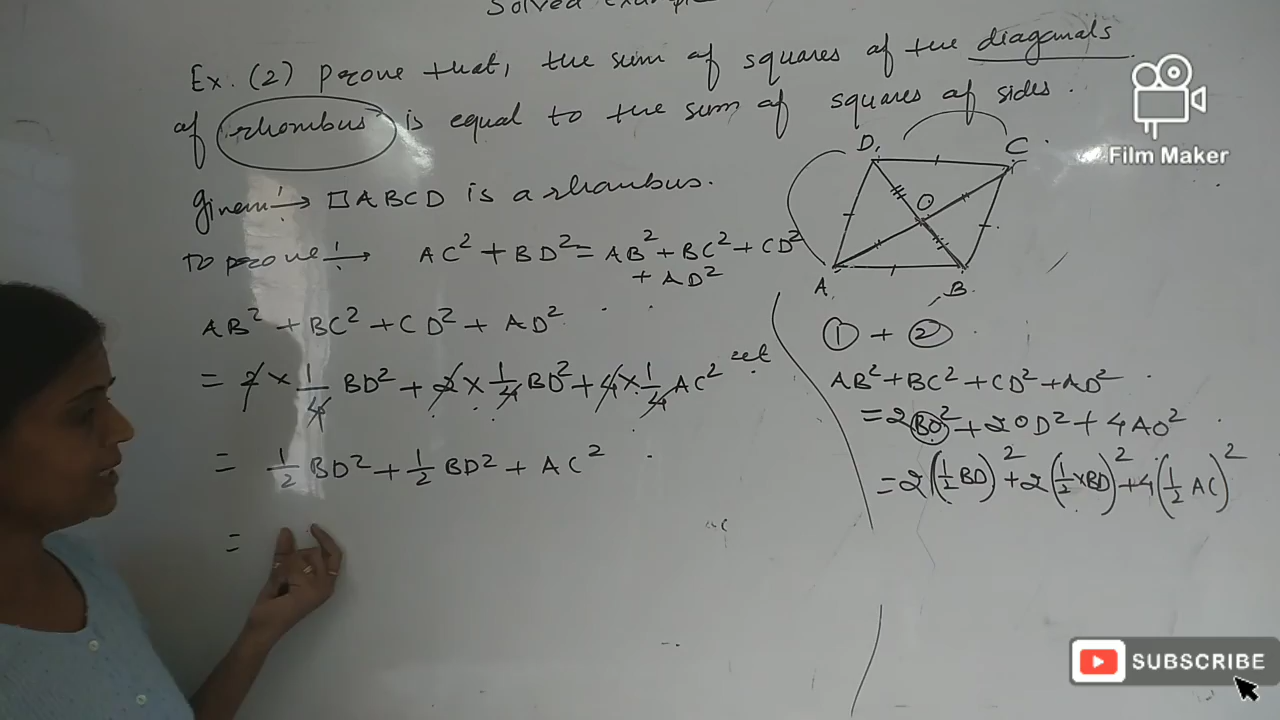 Solved Example
Ex. (2) prove that, the sum of squares of the diagonals
of rhombus is equal to the sum of squares of sides.
Given → □ABCD is a rhombus.
To prove → AC² + BD² = AB² + BC² + CD²
+ AD²
AB² + BC² + CD² + AD²
= 2 × 1/4 BD² + 2 × 1/4 BD² + 4 × 1/4 AC²
= 1/2 BD² + 1/2 BD² + AC²
=
D C
O
A B
① + ②
AB² + BC² + CD² + AD²
= 2BO² + 2OD² + 4AO²
= 2(1/2 BD)² + 2(1/2 × BD)² + 4(1/2 AC)²
Film Maker
SUBSCRIBE